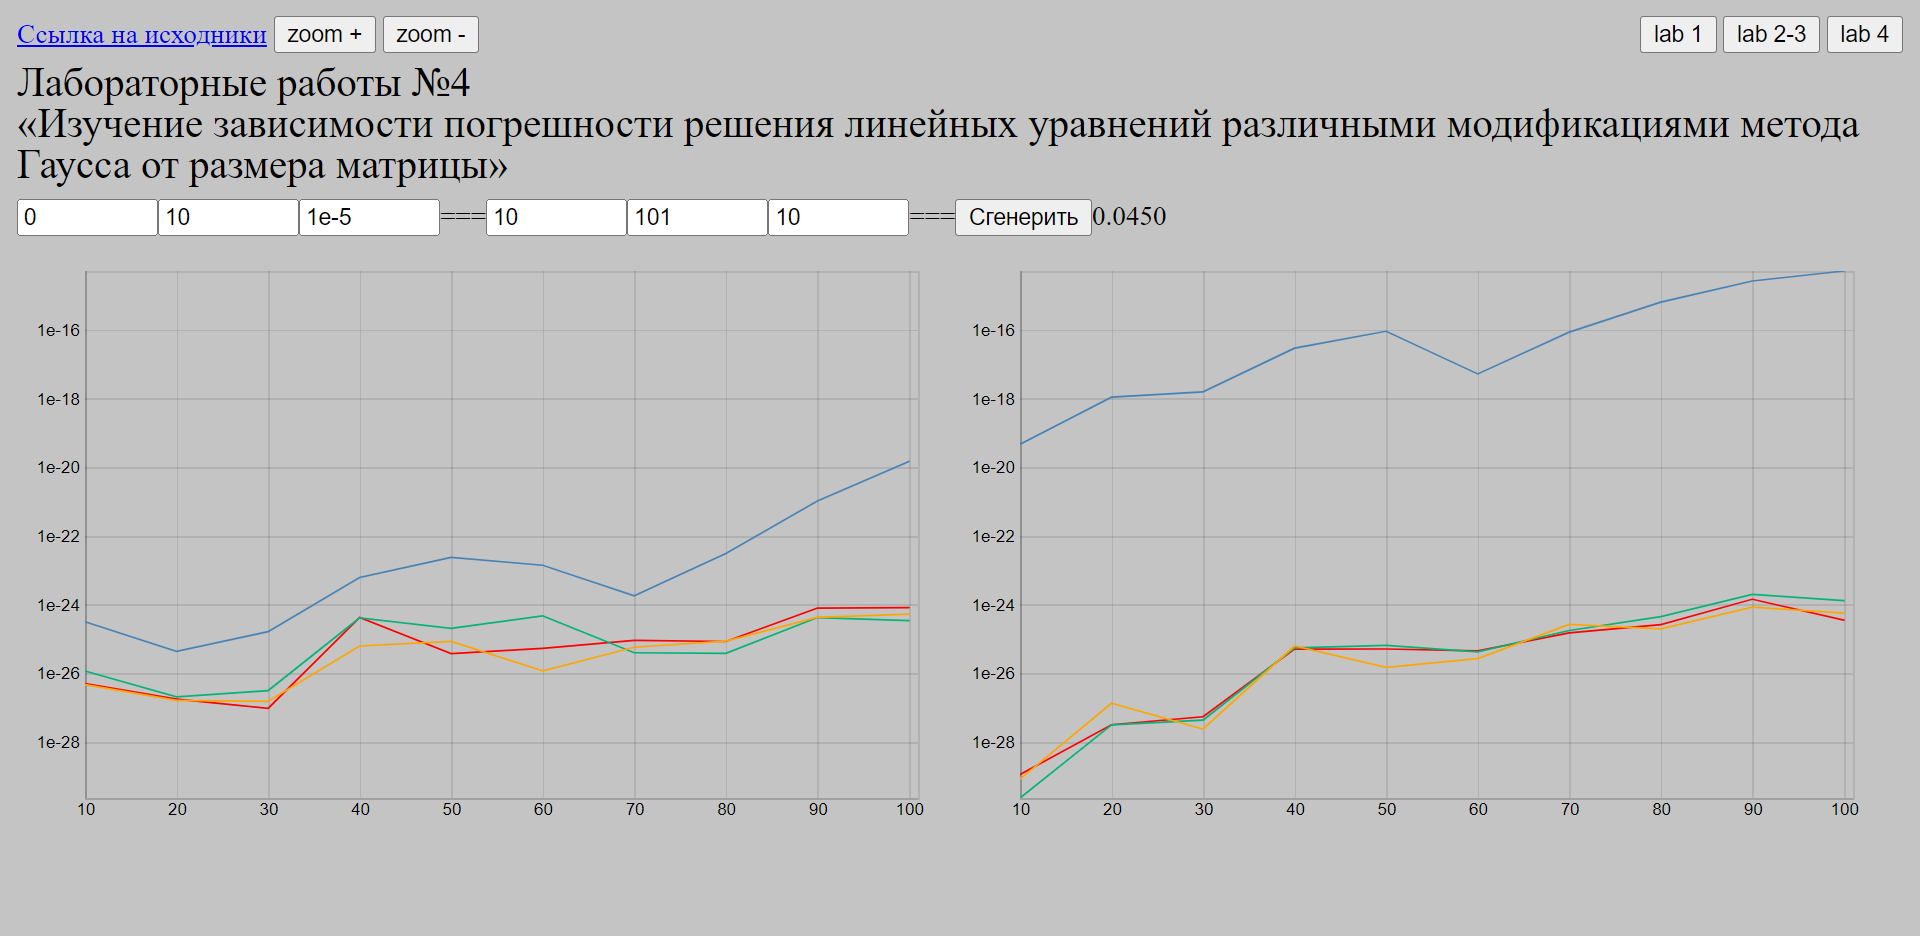 Ссылка на исходники zoom + zoom - lab 1 lab 2-3 lab 4
Лабораторные работы №4
«Изучение зависимости погрешности решения линейных уравнений различными модификациями метода
Гаусса от размера матрицы»
0 10 1e-5 === 10 101 10 === Сгенерить 0.0450
1e-16
1e-18
1e-20
1e-22
1e-24
1e-26
1e-28
10 20 30 40 50 60 70 80 90 100
1e-16
1e-18
1e-20
1e-22
1e-24
1e-26
1e-28
10 20 30 40 50 60 70 80 90 100